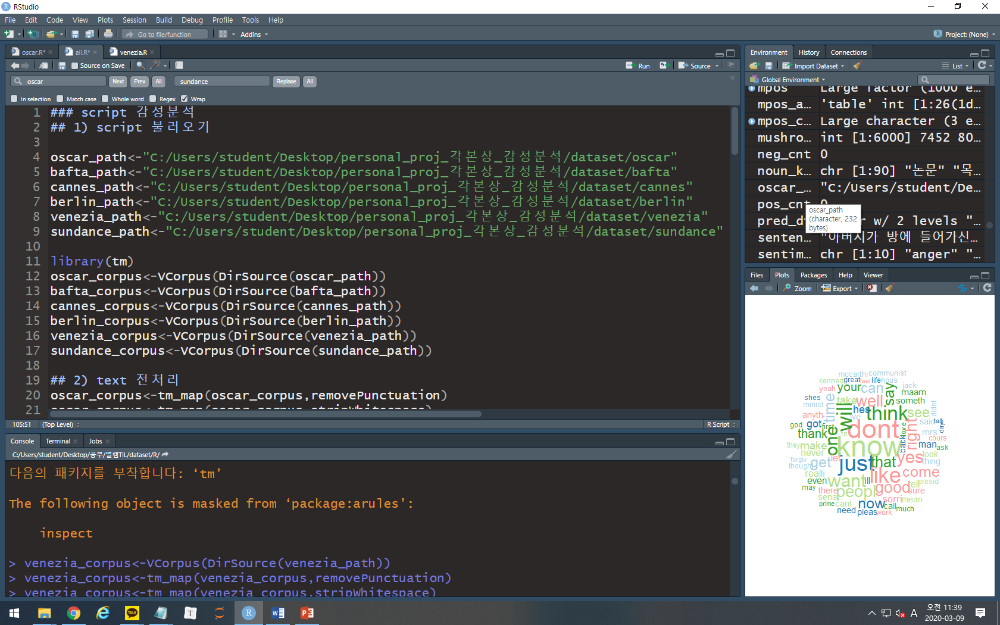 RStudio
File Edit Code View Plots Session Build Debug Profile Tools Help
Go to file/function Addins Project: (None)
oscar.R* all.R* venezia.R
Source on Save Run Source
oscar Next Prev All sundance Replace All
In selection Match case Whole word Regex Wrap
1 ### script 감성분석
2 ## 1) script 불러오기
3
4 oscar_path<-"C:/Users/student/Desktop/personal_proj_각본상_감성분석/dataset/oscar"
5 bafta_path<-"C:/Users/student/Desktop/personal_proj_각본상_감성분석/dataset/bafta"
6 cannes_path<-"C:/Users/student/Desktop/personal_proj_각본상_감성분석/dataset/cannes"
7 berlin_path<-"C:/Users/student/Desktop/personal_proj_각본상_감성분석/dataset/berlin"
8 venezia_path<-"C:/Users/student/Desktop/personal_proj_각본상_감성분석/dataset/venezia"
9 sundance_path<-"C:/Users/student/Desktop/personal_proj_각본상_감성분석/dataset/sundance"
10
11 library(tm)
12 oscar_corpus<-VCorpus(DirSource(oscar_path))
13 bafta_corpus<-VCorpus(DirSource(bafta_path))
14 cannes_corpus<-VCorpus(DirSource(cannes_path))
15 berlin_corpus<-VCorpus(DirSource(berlin_path))
16 venezia_corpus<-VCorpus(DirSource(venezia_path))
17 sundance_corpus<-VCorpus(DirSource(sundance_path))
18
19 ## 2) text 전처리
20 oscar_corpus<-tm_map(oscar_corpus,removePunctuation)
21 oscar_corpus<-tm_map(oscar_corpus,stripWhitespace)
105:51 (Top Level) R Script
Console Terminal Jobs
C:/Users/student/Desktop/공부/멀캠TIL/dataset/R/
다음의 패키지를 부착합니다: ‘tm’
The following object is masked from ‘package:arules’:
inspect
> venezia_corpus<-VCorpus(DirSource(venezia_path))
> venezia_corpus<-tm_map(venezia_corpus,removePunctuation)
> venezia_corpus<-tm_map(venezia_corpus,stripWhitespace)
Environment History Connections
Import Dataset List
Global Environment
mpos Large factor (1000 e...
mpos_a... 'table' int [1:26(1d...
mpos_c... Large character (3 e...
mushro... int [1:6000] 7452 80...
neg_cnt 0
noun_k... chr [1:90] "논문" "목...
oscar_... "C:/Users/student/De...
pos_cnt 0
oscar_path
(character, 232
bytes)
pred_d r w/ 2 levels "...
senten... "아버지가 방에 들어가신...
sentim... chr [1:10] "anger" "...
Files Plots Packages Help Viewer
Zoom Export
mccarthi communist
kenned great feel life hous
yeah your can say jack
maam
shes take well someth
minist time hes think see didnt
anyth will ive said talk
god got first dont love right mrs day
thank one tri cours
they make know back man ask
never look
forgiv get let just that yes thing
thought
realli want ill like come
even tell presid
may there peopl good sure
senat sorri mean
prime cant now call much
need pleas work
A 오전 11:39
2020-03-09